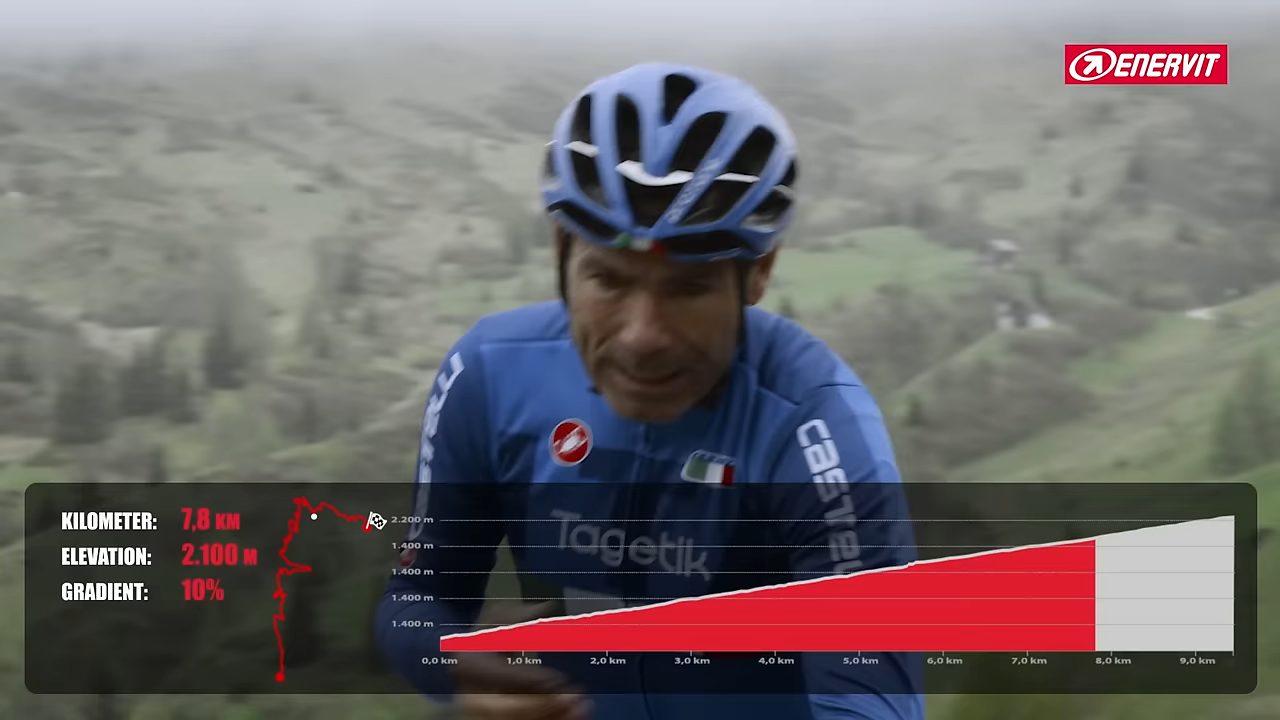 ENERVIT
CASTELLI
Tagetik
KILOMETER: 7,8 KM
ELEVATION: 2.100 M
GRADIENT: 10%
2.200 m
1.400 m
1.400 m
1.400 m
1.400 m
0,0 km 1,0 km 2,0 km 3,0 km 4,0 km 5,0 km 6,0 km 7,0 km 8,0 km 9,0 km